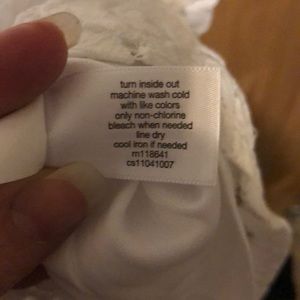 turn inside out
machine wash cold
with like colors
only non-chlorine
bleach when needed
line dry
cool iron if needed
rn118641
cs11041007